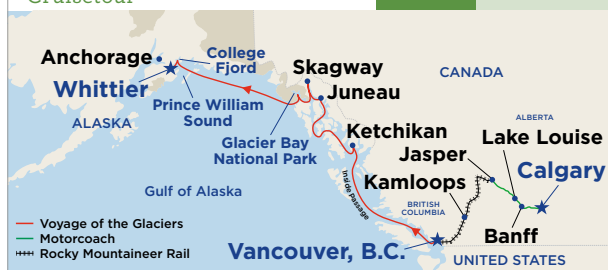 Cruisetour
Anchorage
College
Fjord
Whittier
Prince William
Sound
ALASKA
Skagway
Juneau
Glacier Bay
National Park
Ketchikan
CANADA
ALBERTA
Lake Louise
Jasper
Calgary
Kamloops
Gulf of Alaska
Inside Passage
BRITISH
COLUMBIA
Banff
Vancouver, B.C.
UNITED STATES
Voyage of the Glaciers
Motorcoach
Rocky Mountaineer Rail